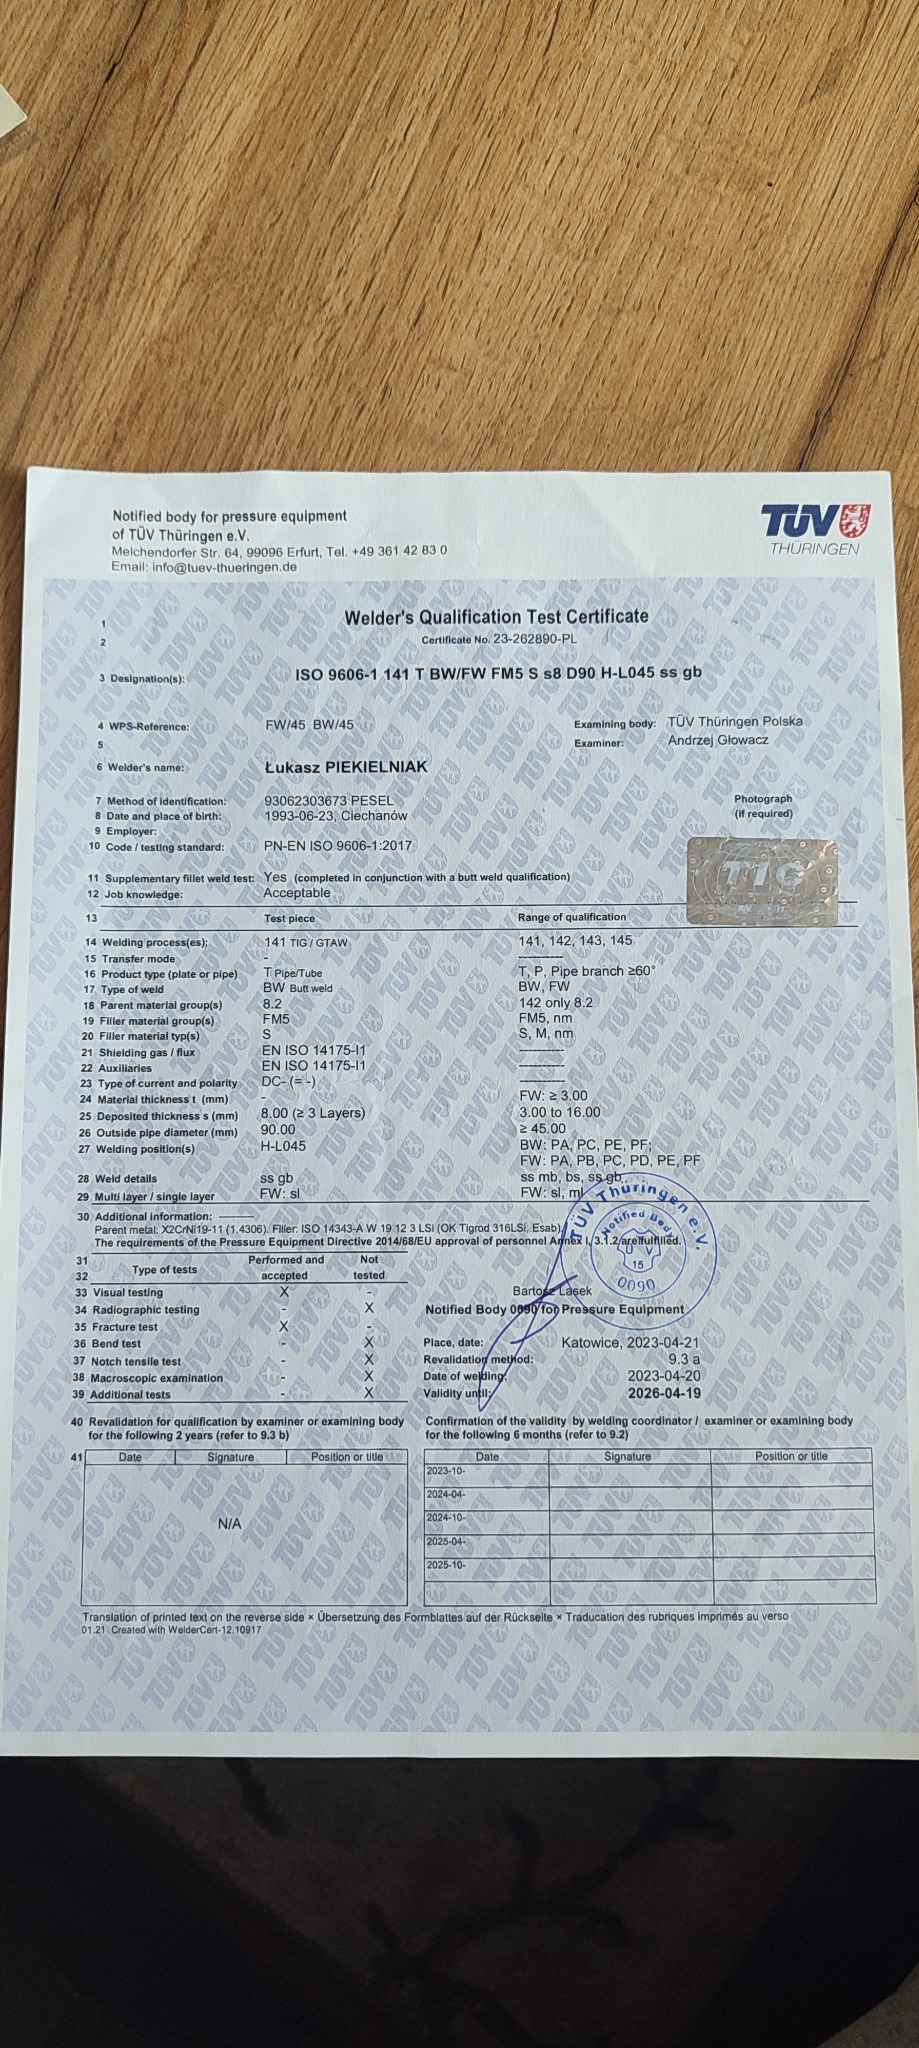 Notified body for pressure equipment
of TÜV Thüringen e.V.
Melchendorfer Str. 64, 99096 Erfurt, Tel. +49 361 42 83 0
Email: info@tuev-thueringen.de
TÜV
THÜRINGEN
1 Welder's Qualification Test Certificate
2 Certificate No. 23-262890-PL
3 Designation(s): ISO 9606-1 141 T BW/FW FM5 S s8 D90 H-L045 ss gb
4 WPS-Reference: FW/45 BW/45 Examining body: TÜV Thüringen Polska
5 Examiner: Andrzej Głowacz
6 Welder's name: Łukasz PIEKIELNIAK
7 Method of identification: 93062303673 PESEL Photograph
8 Date and place of birth: 1993-06-23, Ciechanów (if required)
9 Employer:
10 Code / testing standard: PN-EN ISO 9606-1:2017
TIC
11 Supplementary fillet weld test: Yes (completed in conjunction with a butt weld qualification)
12 Job knowledge: Acceptable
13 Test piece Range of qualification
14 Welding process(es); 141 TIG / GTAW 141, 142, 143, 145
15 Transfer mode - ----------
16 Product type (plate or pipe) T Pipe/Tube T, P, Pipe branch ≥60°
17 Type of weld BW Butt weld BW, FW
18 Parent material group(s) 8.2 142 only 8.2
19 Filler material group(s) FM5 FM5, nm
20 Filler material typ(s) S S, M, nm
21 Shielding gas / flux EN ISO 14175-I1 ----------
22 Auxiliaries EN ISO 14175-I1 ----------
23 Type of current and polarity DC- (= -) ----------
24 Material thickness t (mm) - FW: ≥ 3.00
25 Deposited thickness s (mm) 8.00 (≥ 3 Layers) 3.00 to 16.00
26 Outside pipe diameter (mm) 90.00 ≥ 45.00
27 Welding position(s) H-L045 BW: PA, PC, PE, PF;
FW: PA, PB, PC, PD, PE, PF
28 Weld details ss gb ss mb, bs, ss gb
29 Multi layer / single layer FW: sl FW: sl, ml
30 Additional information: -------
Parent metal: X2CrNi19-11 (1.4306). Filler: ISO 14343-A W 19 12 3 LSi (OK Tigrod 316LSi, Esab)
The requirements of the Pressure Equipment Directive 2014/68/EU approval of personnel Annex I, 3.1.2/are fulfilled.
TÜV Thüringen e.V.
Notified Body
15
0090
31 Type of tests Performed and Not
32 accepted tested
33 Visual testing X -
34 Radiographic testing - X
35 Fracture test X -
36 Bend test - X
37 Notch tensile test - X
38 Macroscopic examination - X
39 Additional tests - X
Bartosz Lasek
Notified Body 0090 for Pressure Equipment
Place, date: Katowice, 2023-04-21
Revalidation method: 9.3 a
Date of welding: 2023-04-20
Validity until: 2026-04-19
40 Revalidation for qualification by examiner or examining body
for the following 2 years (refer to 9.3 b)
41 Date Signature Position or title
N/A
Confirmation of the validity by welding coordinator / examiner or examining body
for the following 6 months (refer to 9.2)
Date Signature Position or title
2023-10-
2024-04-
2024-10-
2025-04-
2025-10-
Translation of printed text on the reverse side × Übersetzung des Formblattes auf der Rückseite × Traducation des rubriques imprimés au verso
01.21 Created with WelderCert-12.10917